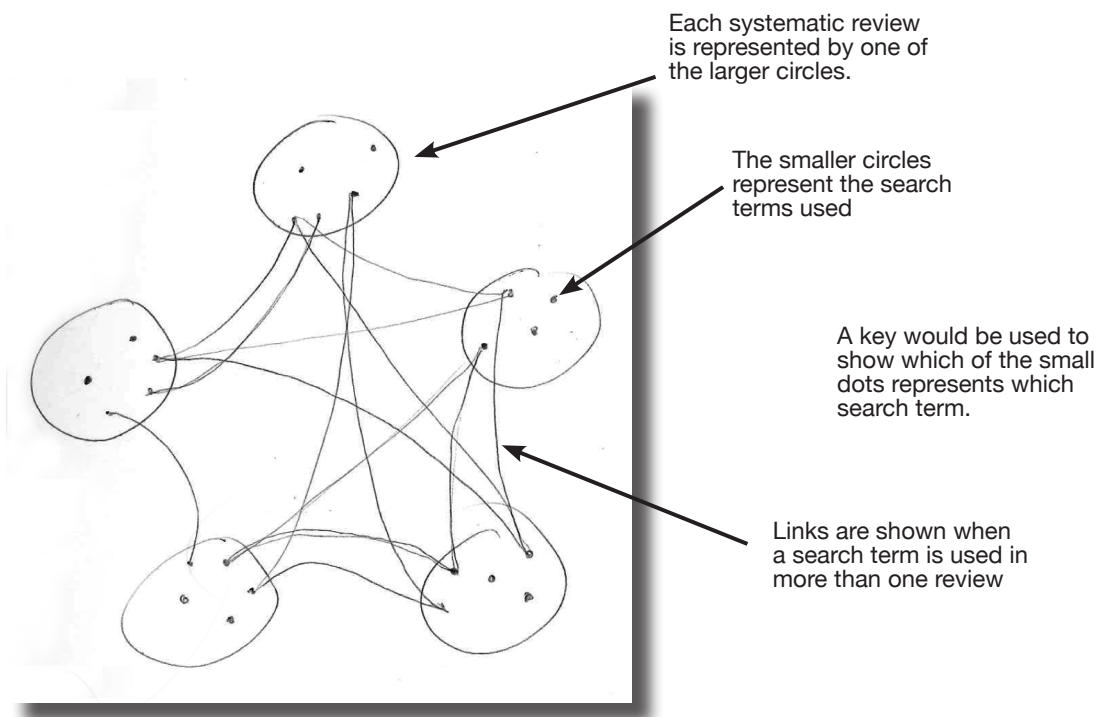 Each systematic review
is represented by one of
the larger circles.
The smaller circles
represent the search
terms used
A key would be used to
show which of the small
dots represents which
search term.
Links are shown when
a search term is used in
more than one review